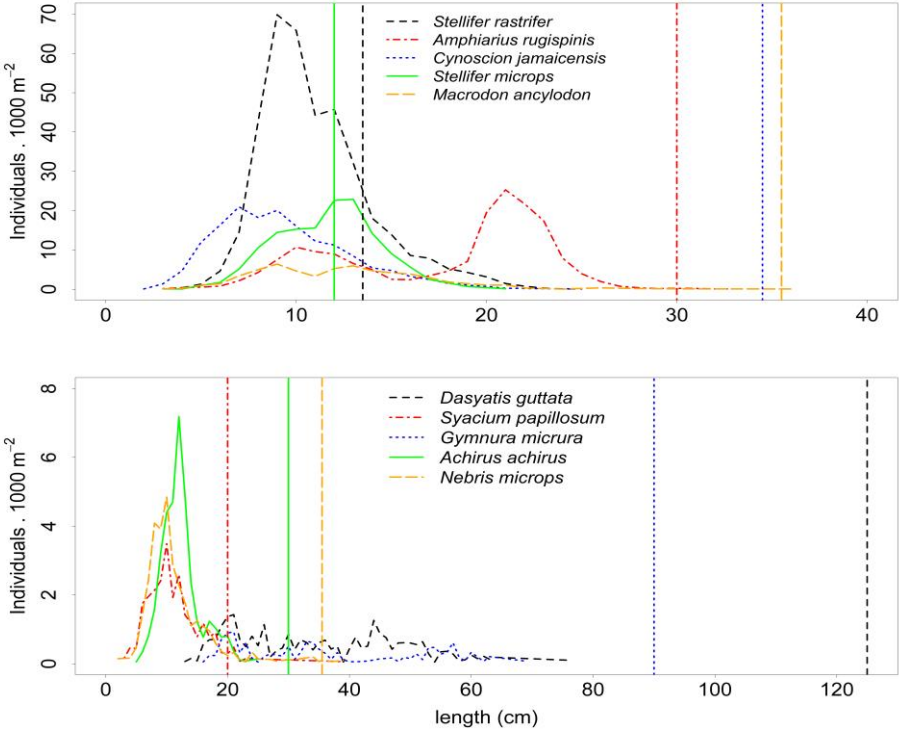 70
60
50
40
30
20
10
0
Individuals . 1000 m⁻²
Stellifer rastrifer
Amphiarius rugispinis
Cynoscion jamaicensis
Stellifer microps
Macrodon ancylodon
0 10 20 30 40
8
6
4
2
0
Individuals . 1000 m⁻²
Dasyatis guttata
Syacium papillosum
Gymnura micrura
Achirus achirus
Nebris microps
0 20 40 60 80 100 120
length (cm)